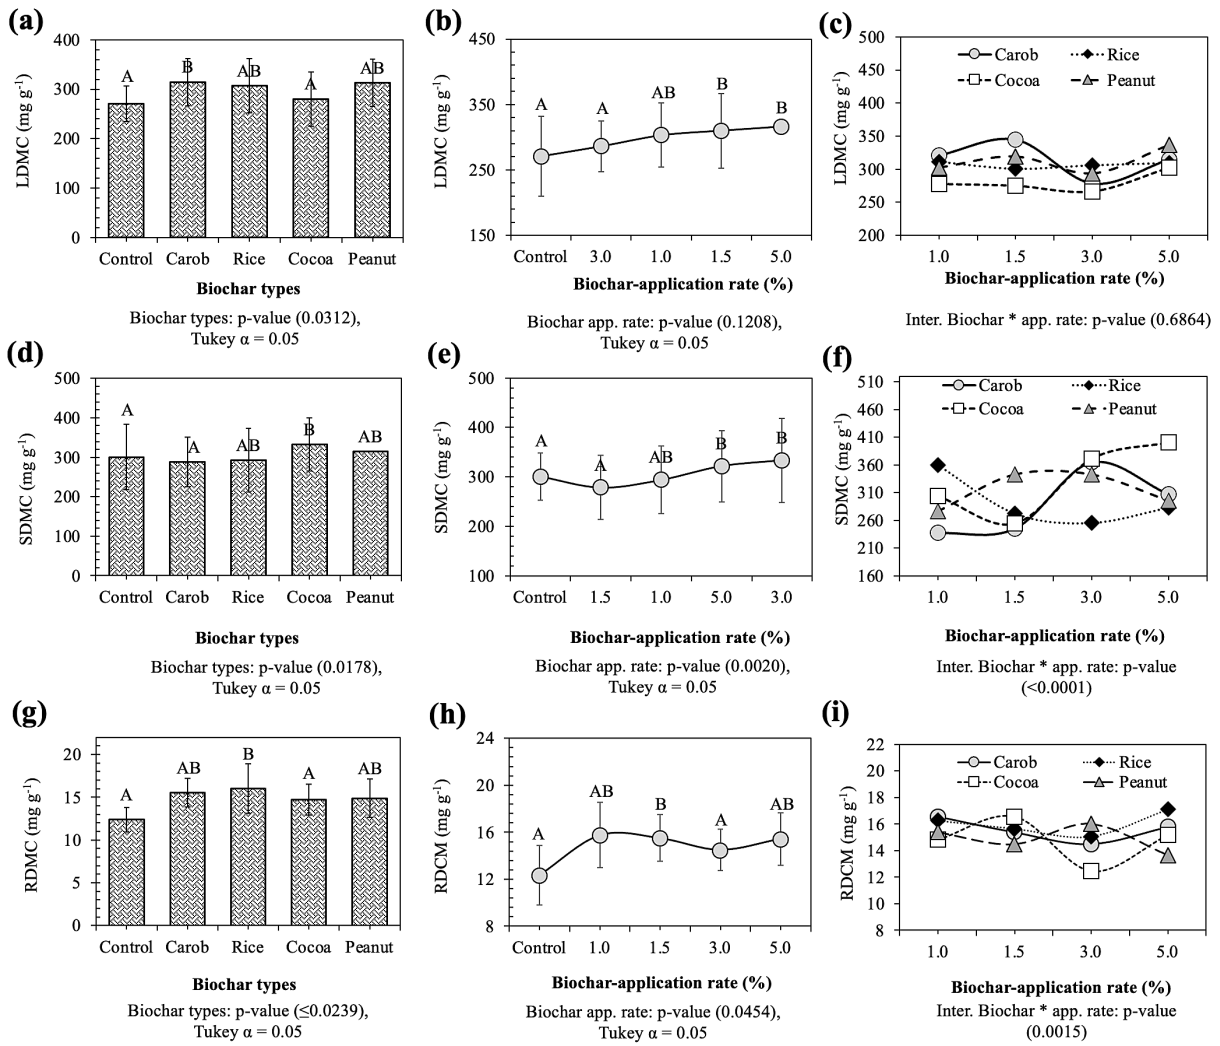 (a)
400
300
200
100
0
LDMC (mg g⁻¹)
A
B
AB
A
AB
Control Carob Rice Cocoa Peanut
Biochar types
Biochar types: p-value (0.0312),
Tukey α = 0.05
(b)
450
350
250
150
LDMC (mg g⁻¹)
A
A
AB
B
B
Control 3.0 1.0 1.5 5.0
Biochar-application rate (%)
Biochar app. rate: p-value (0.1208),
Tukey α = 0.05
(c)
500
450
400
350
300
250
200
LDMC (mg g⁻¹)
Carob Rice
Cocoa Peanut
1.0 1.5 3.0 5.0
Biochar-application rate (%)
Inter. Biochar * app. rate: p-value (0.6864)
(d)
500
400
300
200
100
0
SDMC (mg g⁻¹)
A
A
AB
B
AB
Control Carob Rice Cocoa Peanut
Biochar types
Biochar types: p-value (0.0178),
Tukey α = 0.05
(e)
500
400
300
200
100
SDMC (mg g⁻¹)
A
A
AB
B
B
Control 1.5 1.0 5.0 3.0
Biochar-application rate (%)
Biochar app. rate: p-value (0.0020),
Tukey α = 0.05
(f)
510
460
410
360
310
260
210
160
SDMC (mg g⁻¹)
Carob Rice
Cocoa Peanut
1.0 1.5 3.0 5.0
Biochar-application rate (%)
Inter. Biochar * app. rate: p-value
(<0.0001)
(g)
20
15
10
5
0
RDMC (mg g⁻¹)
A
AB
B
A
AB
Control Carob Rice Cocoa Peanut
Biochar types
Biochar types: p-value (≤0.0239),
Tukey α = 0.05
(h)
24
20
16
12
8
RDCM (mg g⁻¹)
A
AB
B
A
AB
Control 1.0 1.5 3.0 5.0
Biochar-application rate (%)
Biochar app. rate: p-value (0.0454),
Tukey α = 0.05
(i)
22
20
18
16
14
12
10
8
RDCM (mg g⁻¹)
Carob Rice
Cocoa Peanut
1.0 1.5 3.0 5.0
Biochar-application rate (%)
Inter. Biochar * app. rate: p-value
(0.0015)